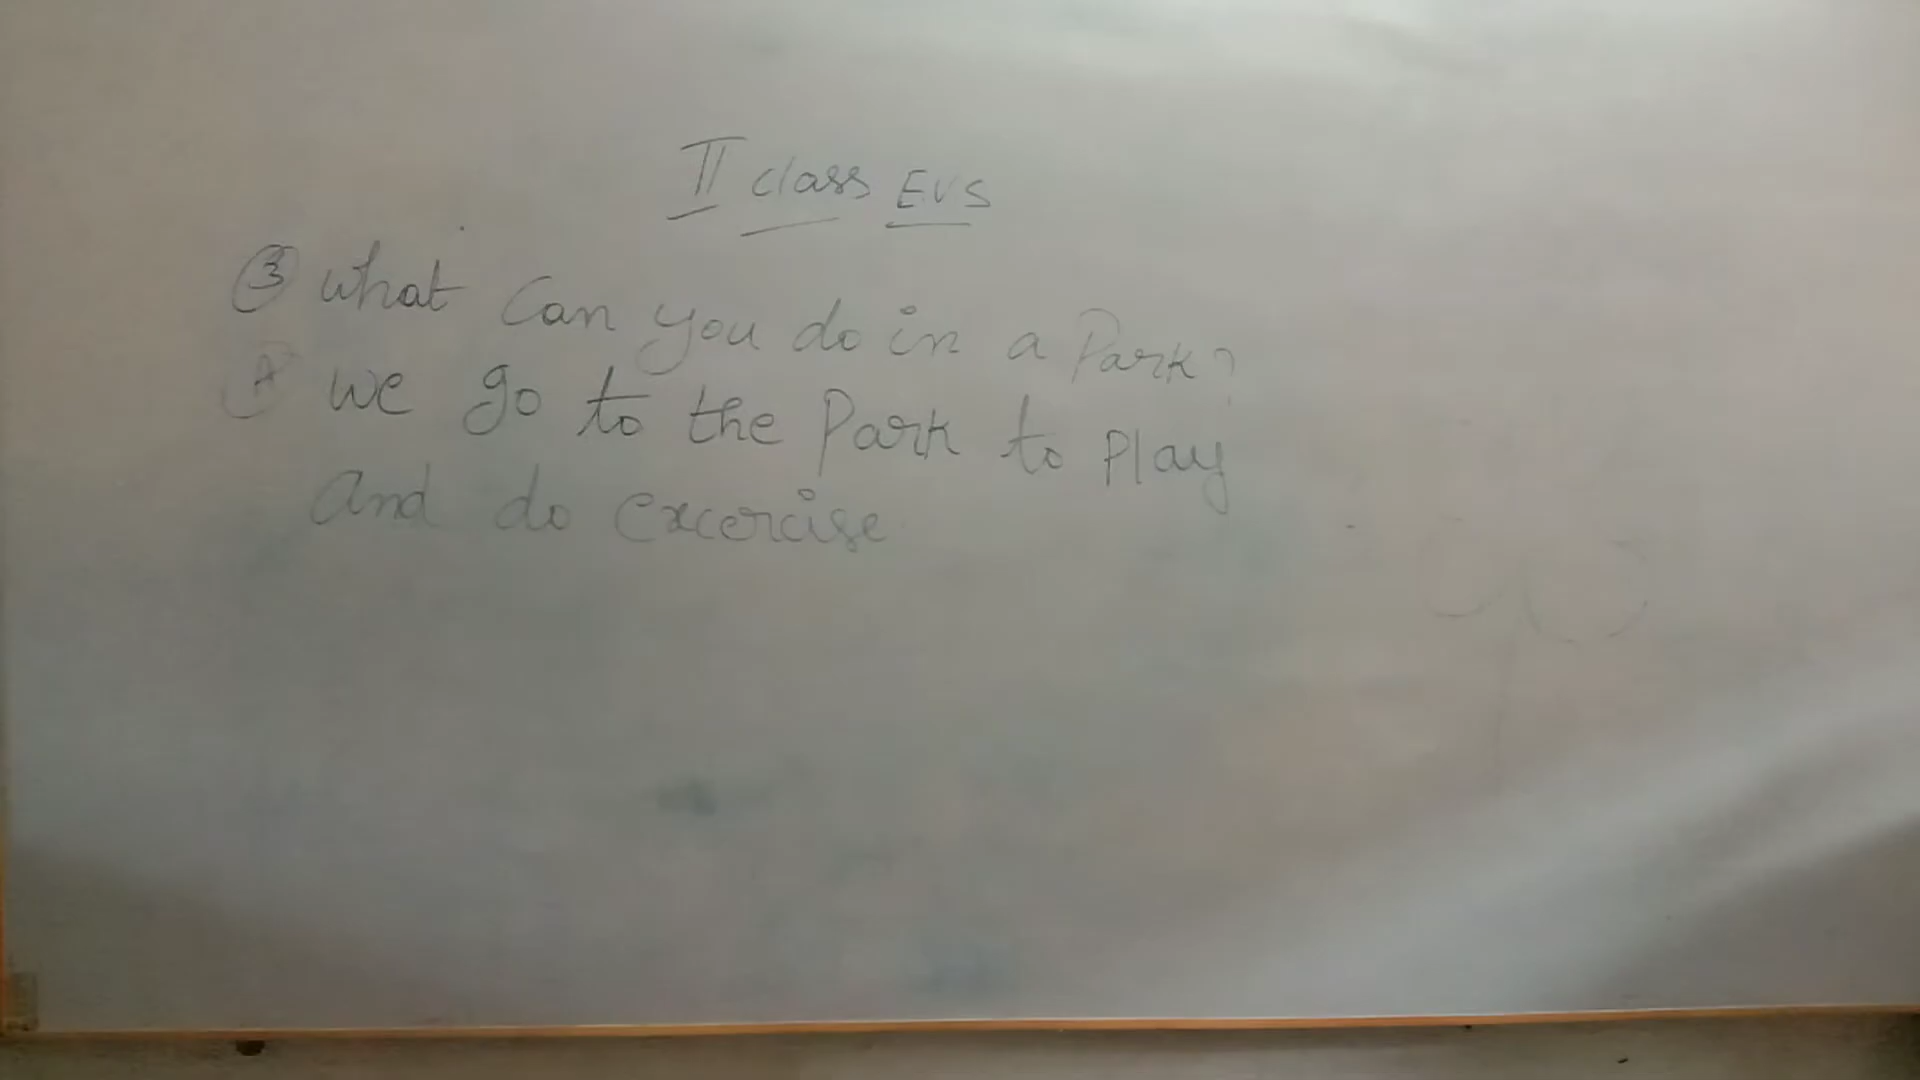 II class EVS
③ what can you do in a Park?
Ⓐ we go to the Park to Play
and do excercise